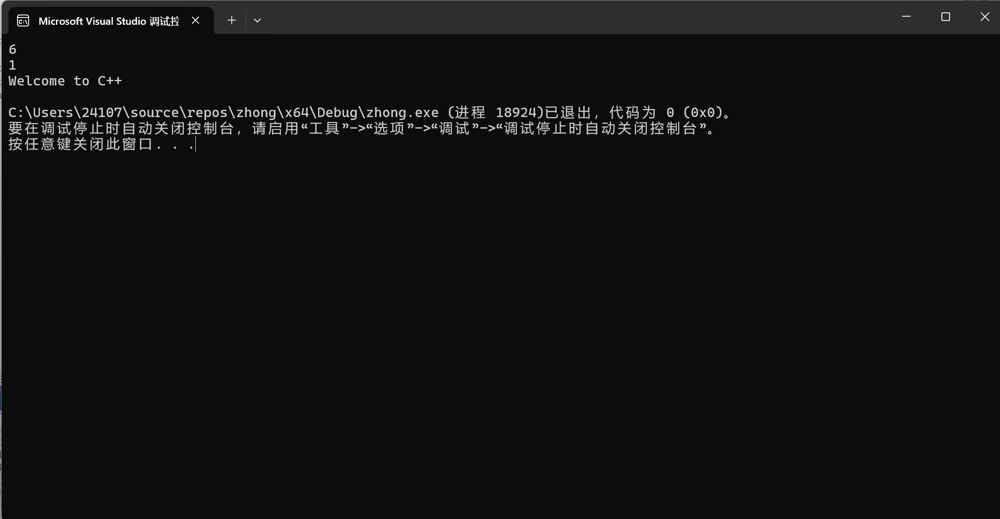 Microsoft Visual Studio 调试控
6
1
Welcome to C++
C:\Users\24107\source\repos\zhong\x64\Debug\zhong.exe (进程 18924)已退出，代码为 0 (0x0)。
要在调试停止时自动关闭控制台，请启用“工具”->“选项”->“调试”->“调试停止时自动关闭控制台”。
按任意键关闭此窗口. . .